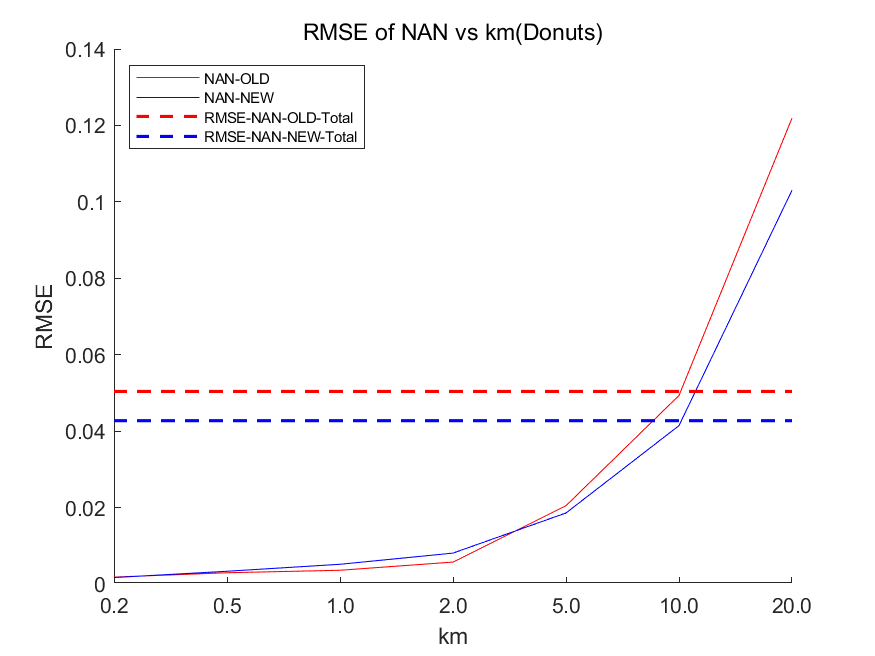 RMSE of NAN vs km(Donuts)
0.14
0.12
0.1
0.08
0.06
0.04
0.02
0
RMSE
NAN-OLD
NAN-NEW
RMSE-NAN-OLD-Total
RMSE-NAN-NEW-Total
0.2 0.5 1.0 2.0 5.0 10.0 20.0
km